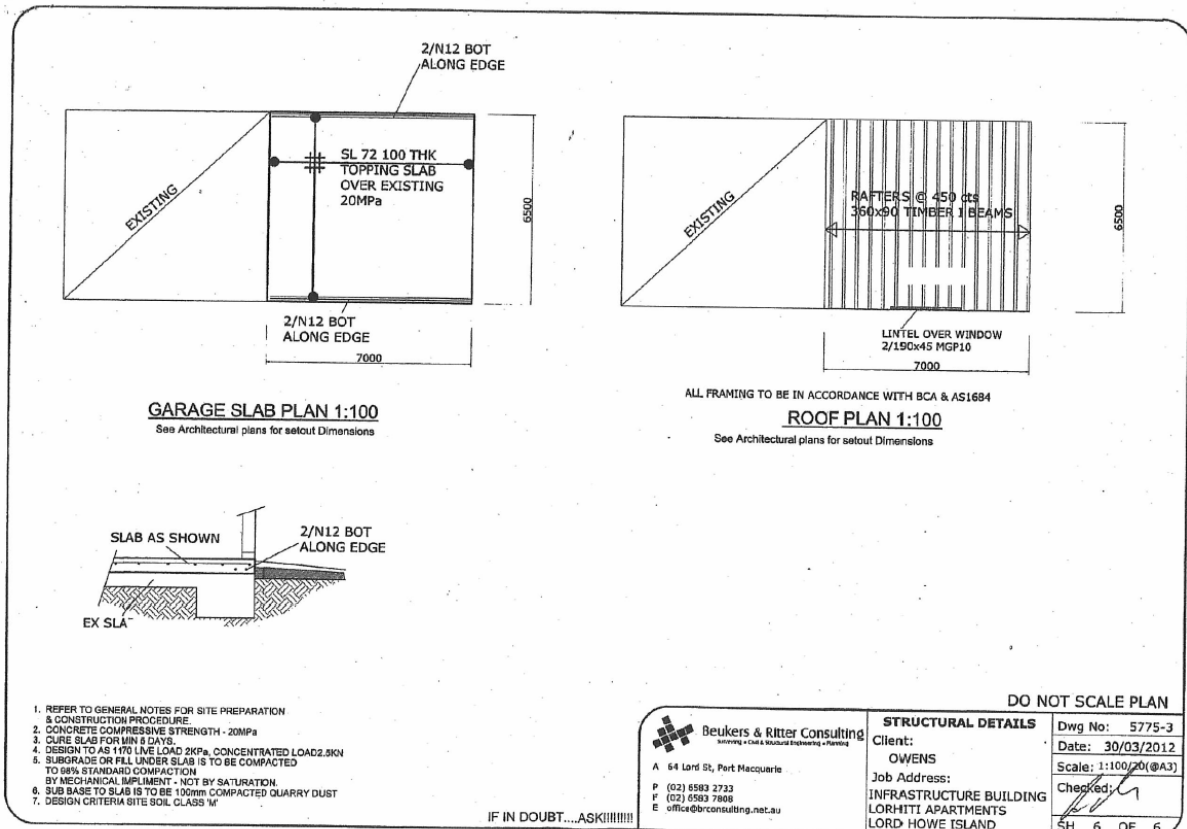 2/N12 BOT
ALONG EDGE
EXISTING
SL 72 100 THK
TOPPING SLAB
OVER EXISTING
20MPa
6500
2/N12 BOT
ALONG EDGE
7000
GARAGE SLAB PLAN 1:100
See Architectural plans for setout Dimensions
EXISTING
RAFTERS @ 450 cts
360x90 TIMBER I BEAMS
6500
LINTEL OVER WINDOW
2/190x45 MGP10
7000
ALL FRAMING TO BE IN ACCORDANCE WITH BCA & AS1684
ROOF PLAN 1:100
See Architectural plans for setout Dimensions
SLAB AS SHOWN
2/N12 BOT
ALONG EDGE
EX SLA
1. REFER TO GENERAL NOTES FOR SITE PREPARATION
& CONSTRUCTION PROCEDURE.
2. CONCRETE COMPRESSIVE STRENGTH - 20MPa
3. CURE SLAB FOR MIN 5 DAYS.
4. DESIGN TO AS 1170 LIVE LOAD 2KPa, CONCENTRATED LOAD2.5KN
5. SUBGRADE OR FILL UNDER SLAB IS TO BE COMPACTED
TO 98% STANDARD COMPACTION
BY MECHANICAL IMPLIMENT - NOT BY SATURATION.
6. SUB BASE TO SLAB IS TO BE 100mm COMPACTED QUARRY DUST
7. DESIGN CRITERIA SITE SOIL CLASS 'M'
IF IN DOUBT....ASK!!!!!!!!!
DO NOT SCALE PLAN
Beukers & Ritter Consulting
Surveying • Civil & Structural Engineering • Planning
A 64 Lord St, Port Macquarie
P (02) 6583 2733
F (02) 6583 7808
E office@brconsulting.net.au
STRUCTURAL DETAILS
Client:
OWENS
Job Address:
INFRASTRUCTURE BUILDING
LORHITI APARTMENTS
LORD HOWE ISLAND
Dwg No: 5775-3
Date: 30/03/2012
Scale: 1:100/20(@A3)
Checked:
SH 6 OF 6